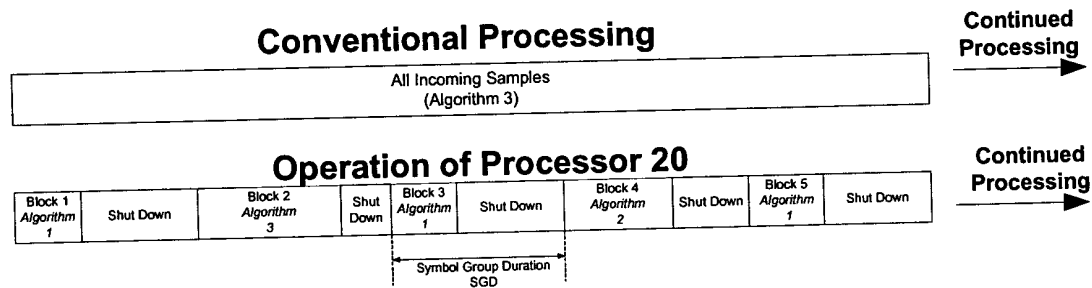 Conventional Processing
Continued
Processing
All Incoming Samples
(Algorithm 3)
Operation of Processor 20
Continued
Processing
Block 1
Algorithm
1
Shut Down
Block 2
Algorithm
3
Shut
Down
Block 3
Algorithm
1
Shut Down
Block 4
Algorithm
2
Shut Down
Block 5
Algorithm
1
Shut Down
Symbol Group Duration
SGD